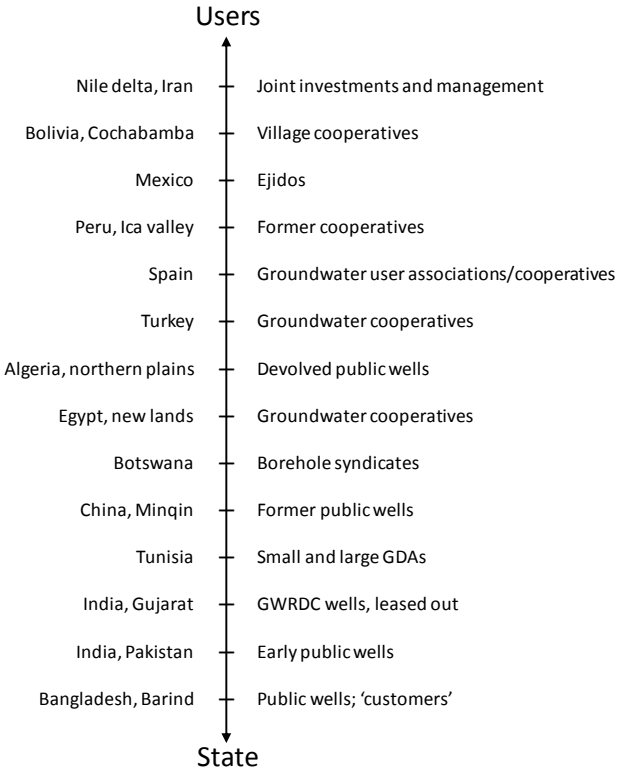 Users
Nile delta, Iran Joint investments and management
Bolivia, Cochabamba Village cooperatives
Mexico Ejidos
Peru, Ica valley Former cooperatives
Spain Groundwater user associations/cooperatives
Turkey Groundwater cooperatives
Algeria, northern plains Devolved public wells
Egypt, new lands Groundwater cooperatives
Botswana Borehole syndicates
China, Minqin Former public wells
Tunisia Small and large GDAs
India, Gujarat GWRDC wells, leased out
India, Pakistan Early public wells
Bangladesh, Barind Public wells; ‘customers’
State